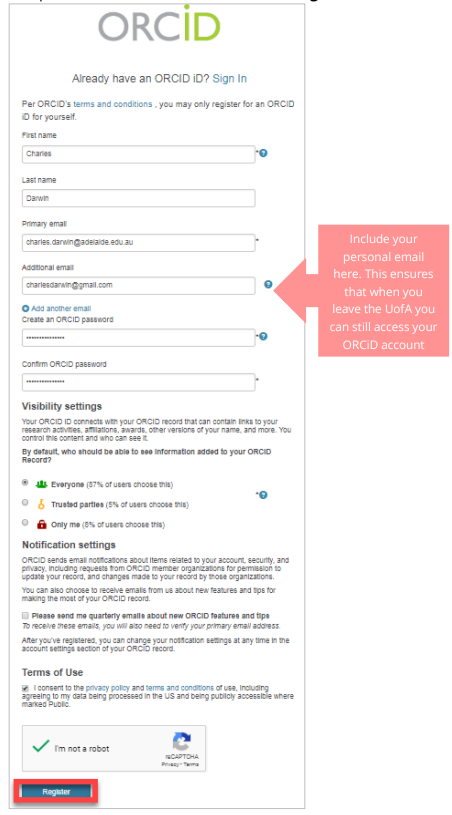 ORCID
Already have an ORCID iD? Sign In
Per ORCID's terms and conditions , you may only register for an ORCID
iD for yourself.
First name
Charles
*?
Last name
Darwin
Primary email
charles.darwin@adelaide.edu.au
*
Additional email
charlesdarwin@gmail.com
?
Include your
personal email
here. This ensures
that when you
leave the UofA you
can still access your
ORCiD account
Add another email
Create an ORCID password
•••••••••••••••
*?
Confirm ORCID password
•••••••••••••••
*
Visibility settings
Your ORCID iD connects with your ORCID record that can contain links to your
research activities, affiliations, awards, other versions of your name, and more. You
control this content and who can see it.
By default, who should be able to see information added to your ORCID
Record?
Everyone (87% of users choose this)
*?
Trusted parties (5% of users choose this)
Only me (8% of users choose this)
Notification settings
ORCID sends email notifications about items related to your account, security, and
privacy, including requests from ORCID member organizations for permission to
update your record, and changes made to your record by those organizations.
You can also choose to receive emails from us about new features and tips for
making the most of your ORCID record.
Please send me quarterly emails about new ORCID features and tips
To receive these emails, you will also need to verify your primary email address.
After you've registered, you can change your notification settings at any time in the
account settings section of your ORCID record.
Terms of Use
I consent to the privacy policy and terms and conditions of use, including
agreeing to my data being processed in the US and being publicly accessible where
marked Public.
I'm not a robot
reCAPTCHA
Privacy - Terms
Register